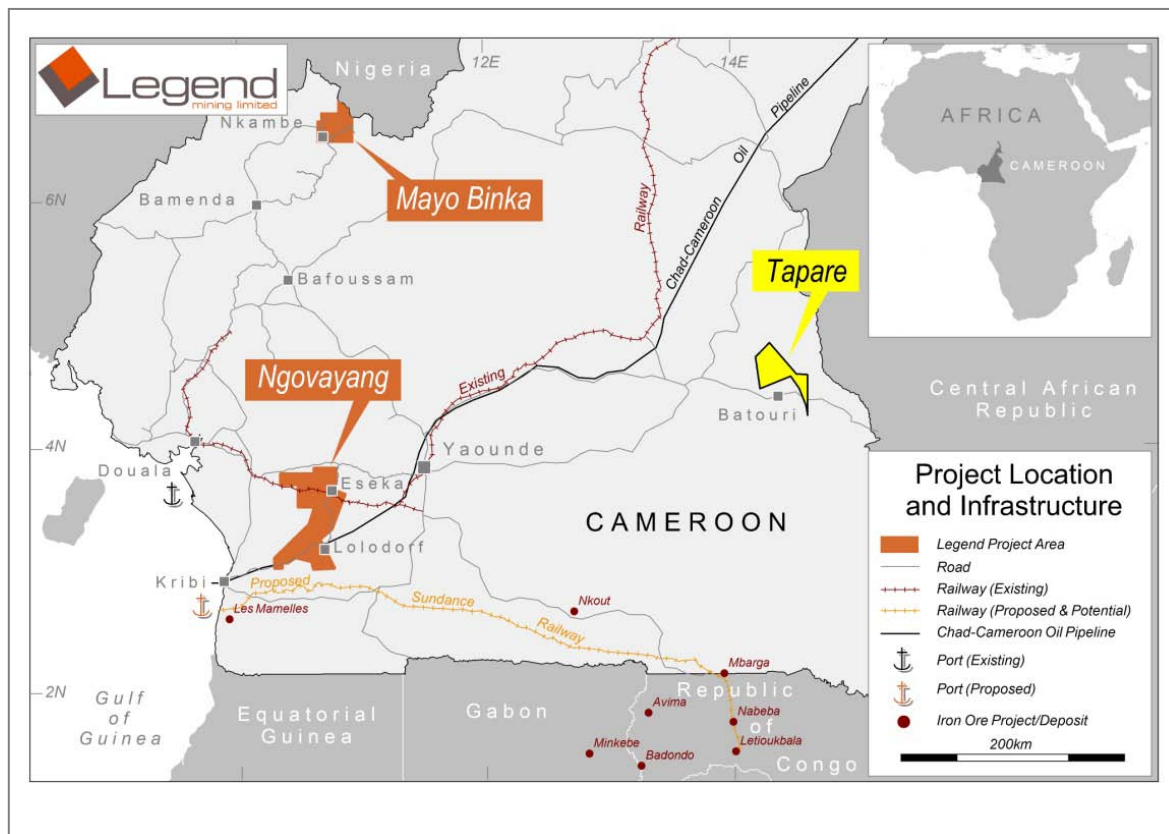 Legend
mining limited
Nigeria
12E
14E
Nkambe
Mayo Binka
6N
Bamenda
Bafoussam
Railway
Chad-Cameroon
Oil
Pipeline
Tapare
Batouri
Central African
Republic
Ngovayang
Existing
4N
Douala
Yaounde
Eseka
CAMEROON
Lolodorf
Kribi
Proposed
Sundance
Railway
Les Mamelles
Nkout
Mbarga
2N
Gulf
of
Guinea
Equatorial
Guinea
Gabon
Republic
of
Congo
Avima
Nabeba
Minkebe
Badondo
Letioukbala
AFRICA
CAMEROON
Project Location
and Infrastructure
Legend Project Area
Road
Railway (Existing)
Railway (Proposed & Potential)
Chad-Cameroon Oil Pipeline
Port (Existing)
Port (Proposed)
Iron Ore Project/Deposit
200km